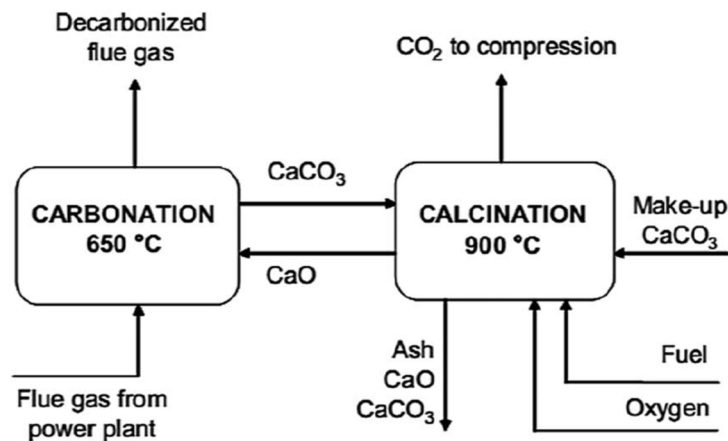 Decarbonized
flue gas
CO₂ to compression
CaCO₃
CARBONATION
650 °C
CALCINATION
900 °C
Make-up
CaCO₃
CaO
Ash
CaO
CaCO₃
Fuel
Oxygen
Flue gas from
power plant